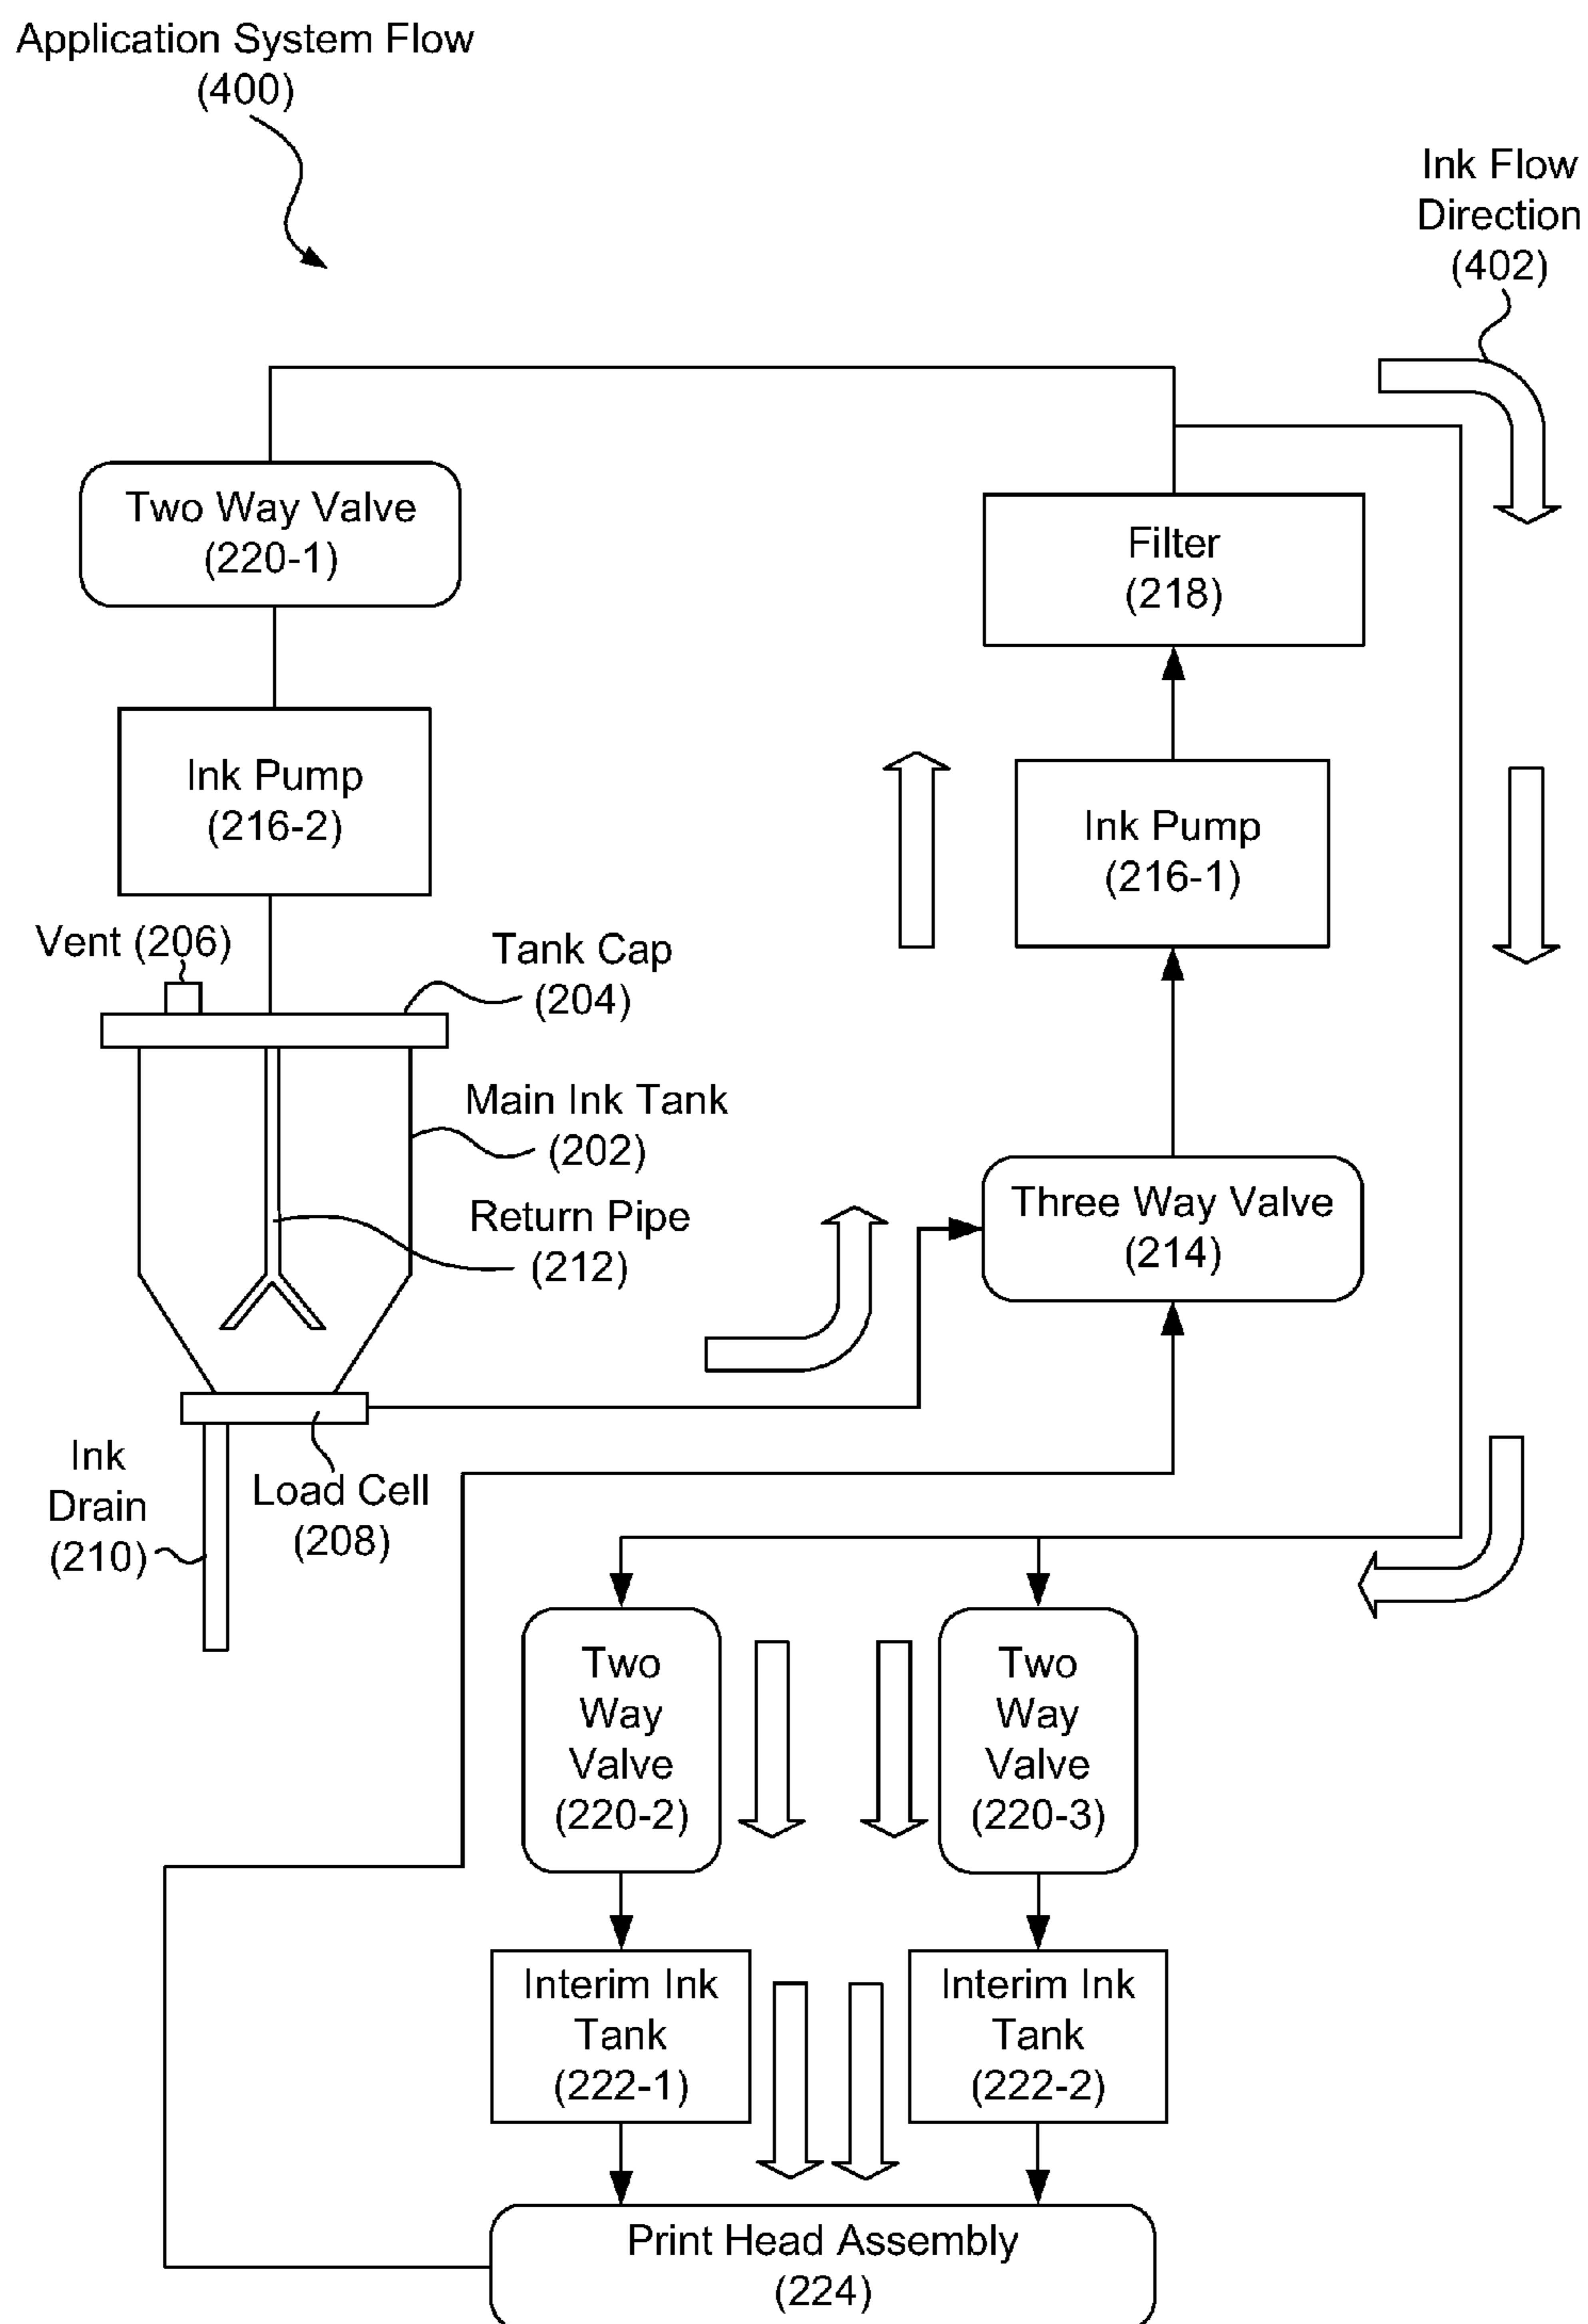 Application System Flow
(400)
Ink Flow
Direction
(402)
Two Way Valve
(220-1)
Filter
(218)
Ink Pump
(216-2)
Ink Pump
(216-1)
Vent (206)
Tank Cap
(204)
Main Ink Tank
(202)
Return Pipe
(212)
Three Way Valve
(214)
Ink
Drain
(210)
Load Cell
(208)
Two
Way
Valve
(220-2)
Two
Way
Valve
(220-3)
Interim Ink
Tank
(222-1)
Interim Ink
Tank
(222-2)
Print Head Assembly
(224)